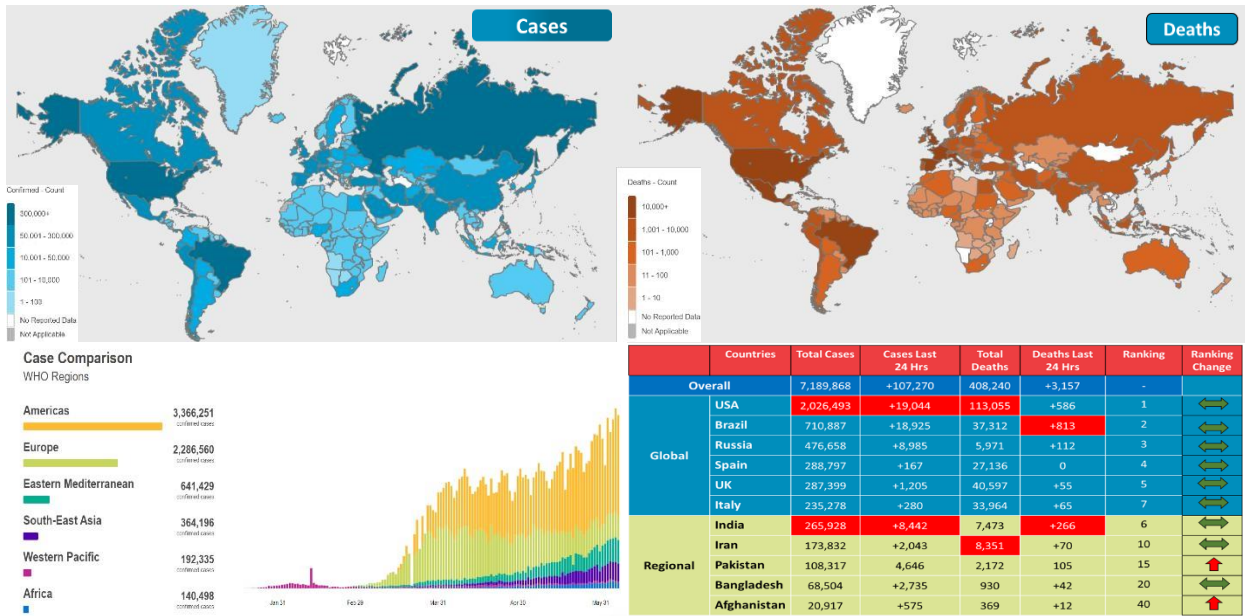 Cases
Confirmed - Count
300,000+
50,001 - 300,000
10,001 - 50,000
101 - 10,000
1 - 100
No Reported Data
Not Applicable
Deaths
Deaths - Count
10,000+
1,001 - 10,000
101 - 1,000
11 - 100
1 - 10
No Reported Data
Not Applicable
Case Comparison
WHO Regions
Americas 3,366,251
confirmed cases
Europe 2,286,560
confirmed cases
Eastern Mediterranean 641,429
confirmed cases
South-East Asia 364,196
confirmed cases
Western Pacific 192,335
confirmed cases
Africa 140,498
confirmed cases
Jan 31 Feb 29 Mar 31 Apr 30 May 31
Countries Total Cases Cases Last 24 Hrs Total Deaths Deaths Last 24 Hrs Ranking Ranking Change
Overall 7,189,868 +107,270 408,240 +3,157 -
Global
USA 2,026,493 +19,044 113,055 +586 1
Brazil 710,887 +18,925 37,312 +813 2
Russia 476,658 +8,985 5,971 +112 3
Spain 288,797 +167 27,136 0 4
UK 287,399 +1,205 40,597 +55 5
Italy 235,278 +280 33,964 +65 7
Regional
India 265,928 +8,442 7,473 +266 6
Iran 173,832 +2,043 8,351 +70 10
Pakistan 108,317 4,646 2,172 105 15
Bangladesh 68,504 +2,735 930 +42 20
Afghanistan 20,917 +575 369 +12 40